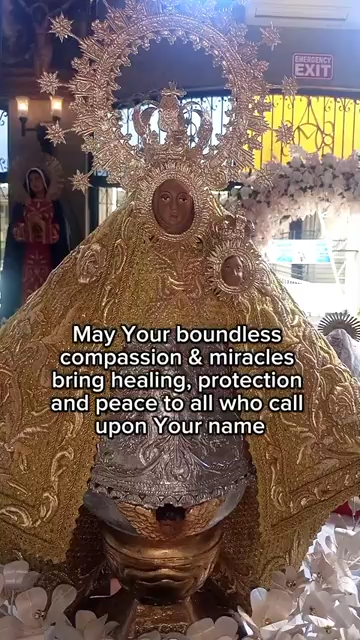 EMERGENCY
EXIT
May Your boundless
compassion & miracles
bring healing, protection
and peace to all who call
upon Your name